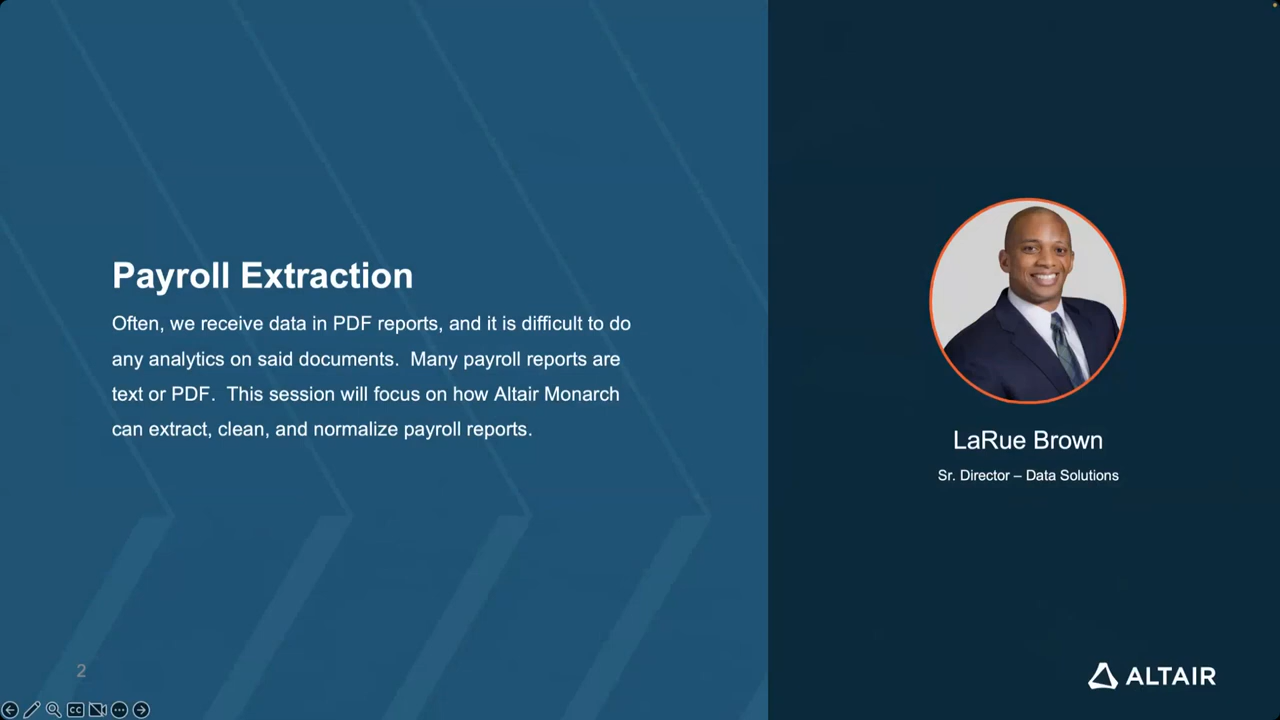 Payroll Extraction
Often, we receive data in PDF reports, and it is difficult to do
any analytics on said documents.  Many payroll reports are
text or PDF.  This session will focus on how Altair Monarch
can extract, clean, and normalize payroll reports.
LaRue Brown
Sr. Director – Data Solutions
2
ALTAIR
CC